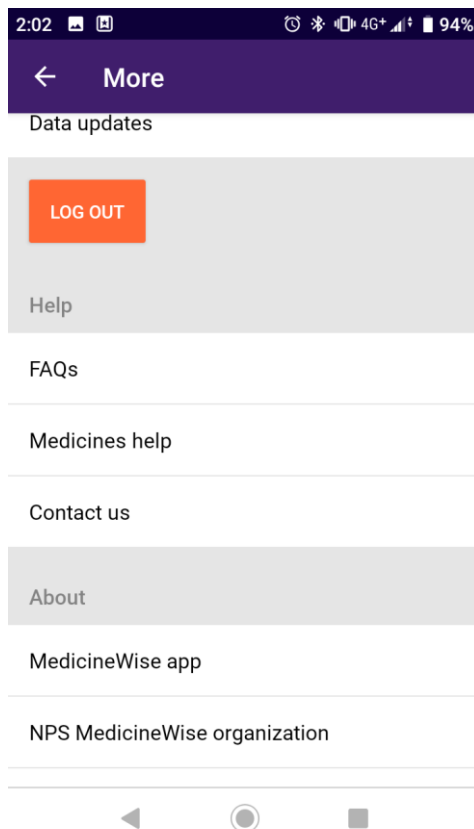 2:02 4G+ 94%
More
Data updates
LOG OUT
Help
FAQs
Medicines help
Contact us
About
MedicineWise app
NPS MedicineWise organization